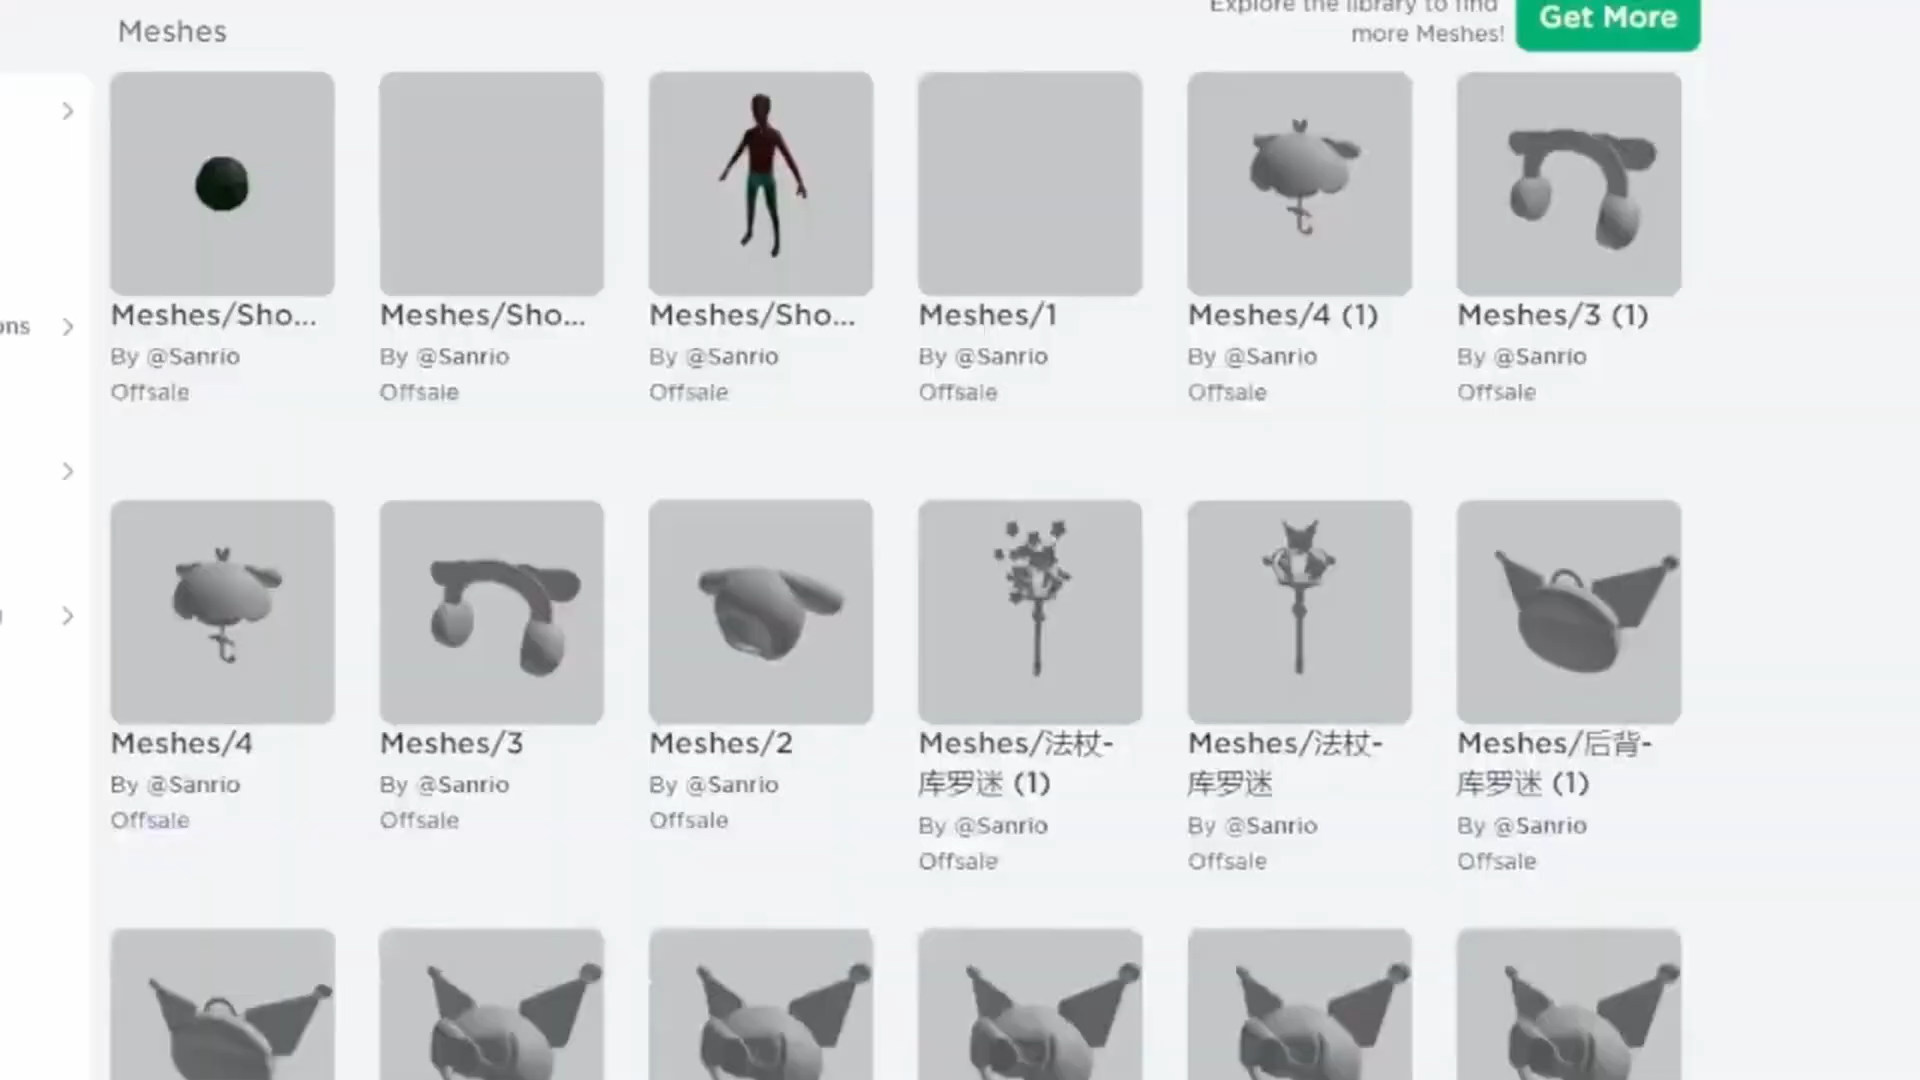 Meshes
Explore the library to find
more Meshes!
Get More
ons
Meshes/Sho...
By @Sanrio
Offsale
Meshes/Sho...
By @Sanrio
Offsale
Meshes/Sho...
By @Sanrio
Offsale
Meshes/1
By @Sanrio
Offsale
Meshes/4 (1)
By @Sanrio
Offsale
Meshes/3 (1)
By @Sanrio
Offsale
Meshes/4
By @Sanrio
Offsale
Meshes/3
By @Sanrio
Offsale
Meshes/2
By @Sanrio
Offsale
Meshes/法杖-
库罗迷 (1)
By @Sanrio
Offsale
Meshes/法杖-
库罗迷
By @Sanrio
Offsale
Meshes/后背-
库罗迷 (1)
By @Sanrio
Offsale